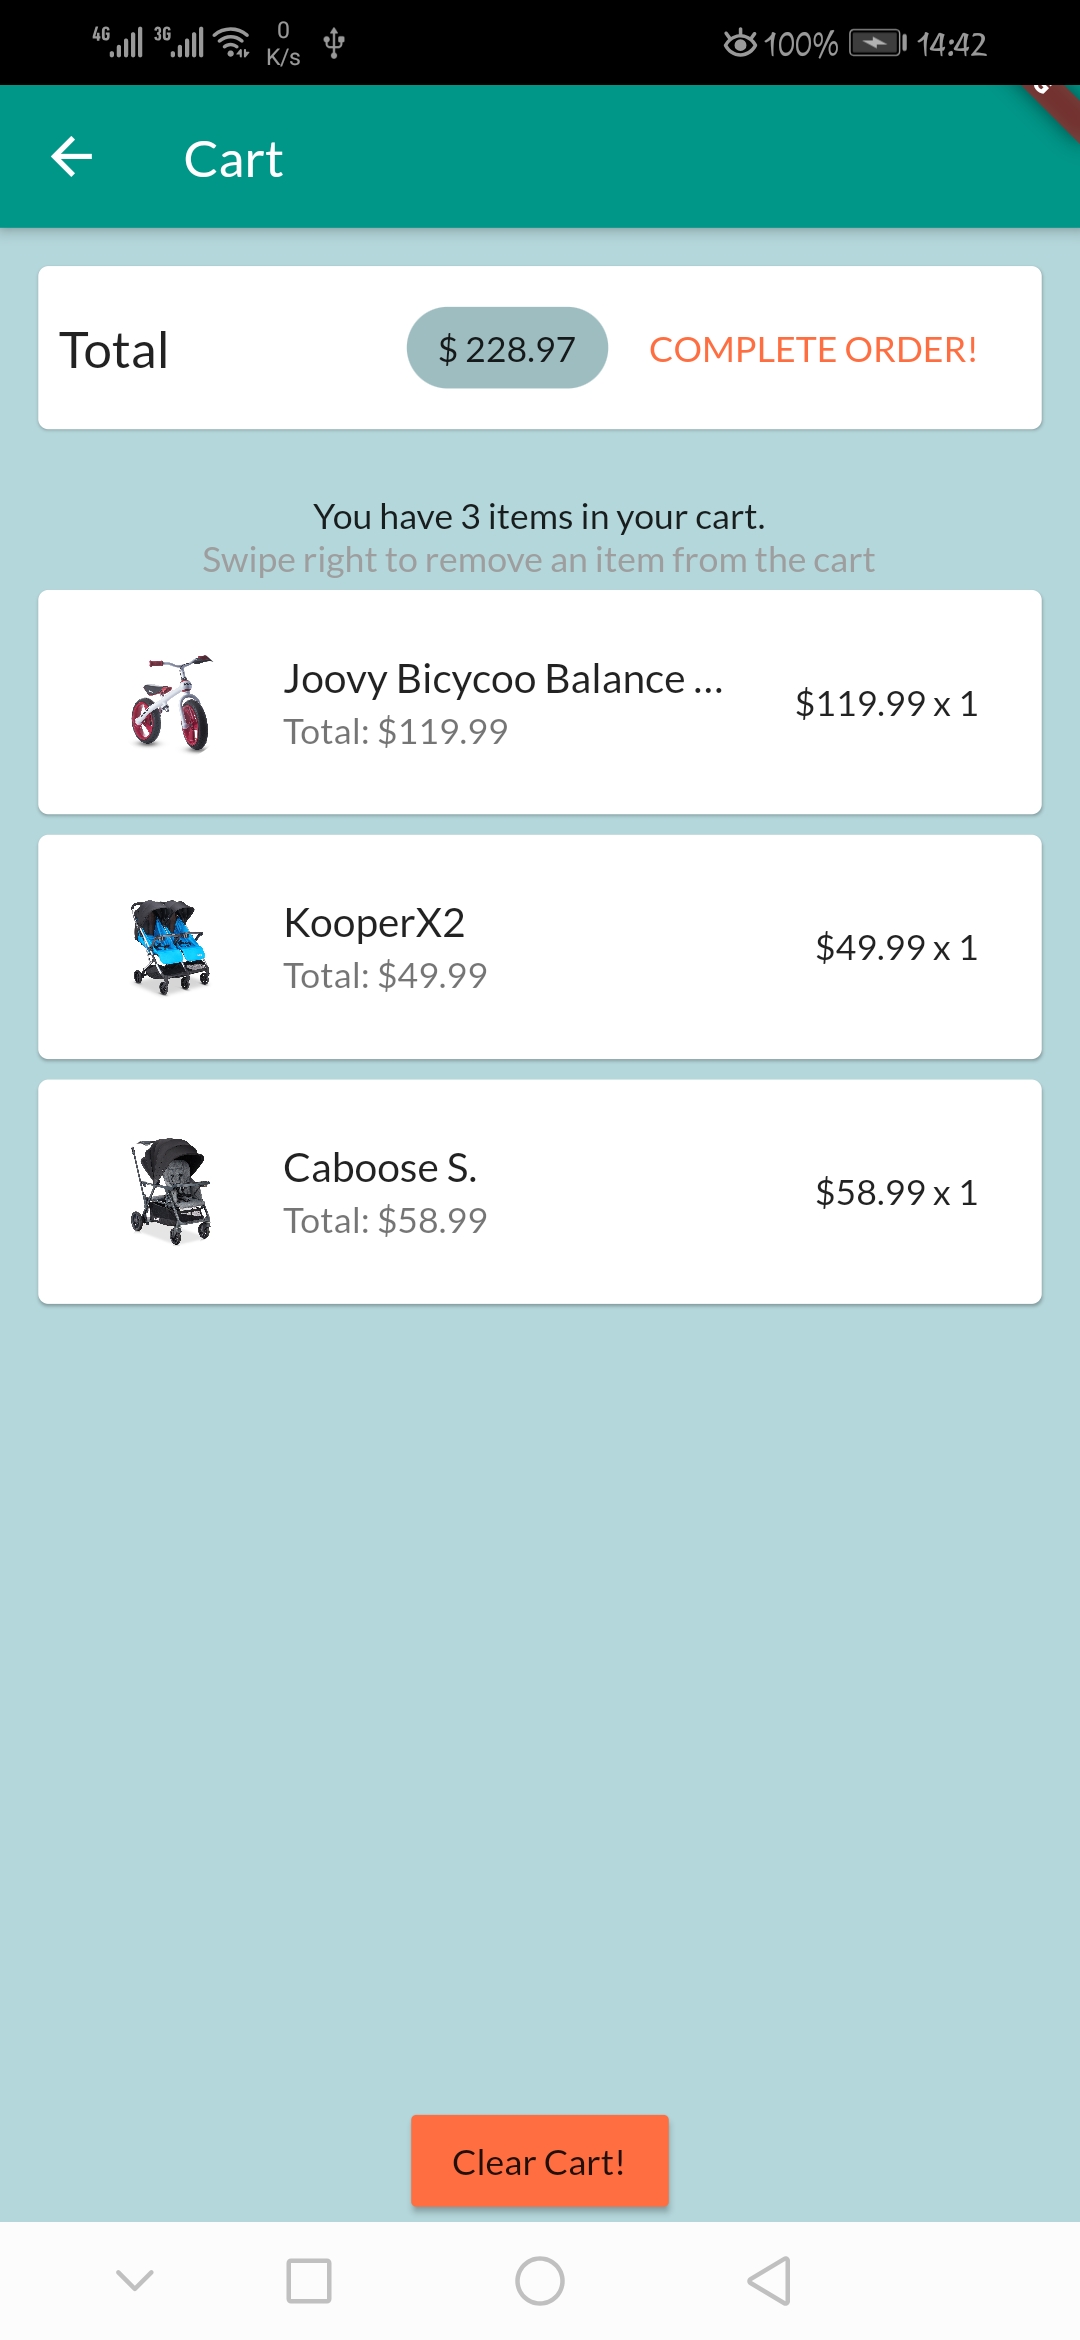 4G 3G 0 K/s 100% 14:42
Cart
Total $ 228.97 COMPLETE ORDER!
You have 3 items in your cart.
Swipe right to remove an item from the cart
Joovy Bicycoo Balance ...
Total: $119.99
$119.99 x 1
KooperX2
Total: $49.99
$49.99 x 1
Caboose S.
Total: $58.99
$58.99 x 1
Clear Cart!